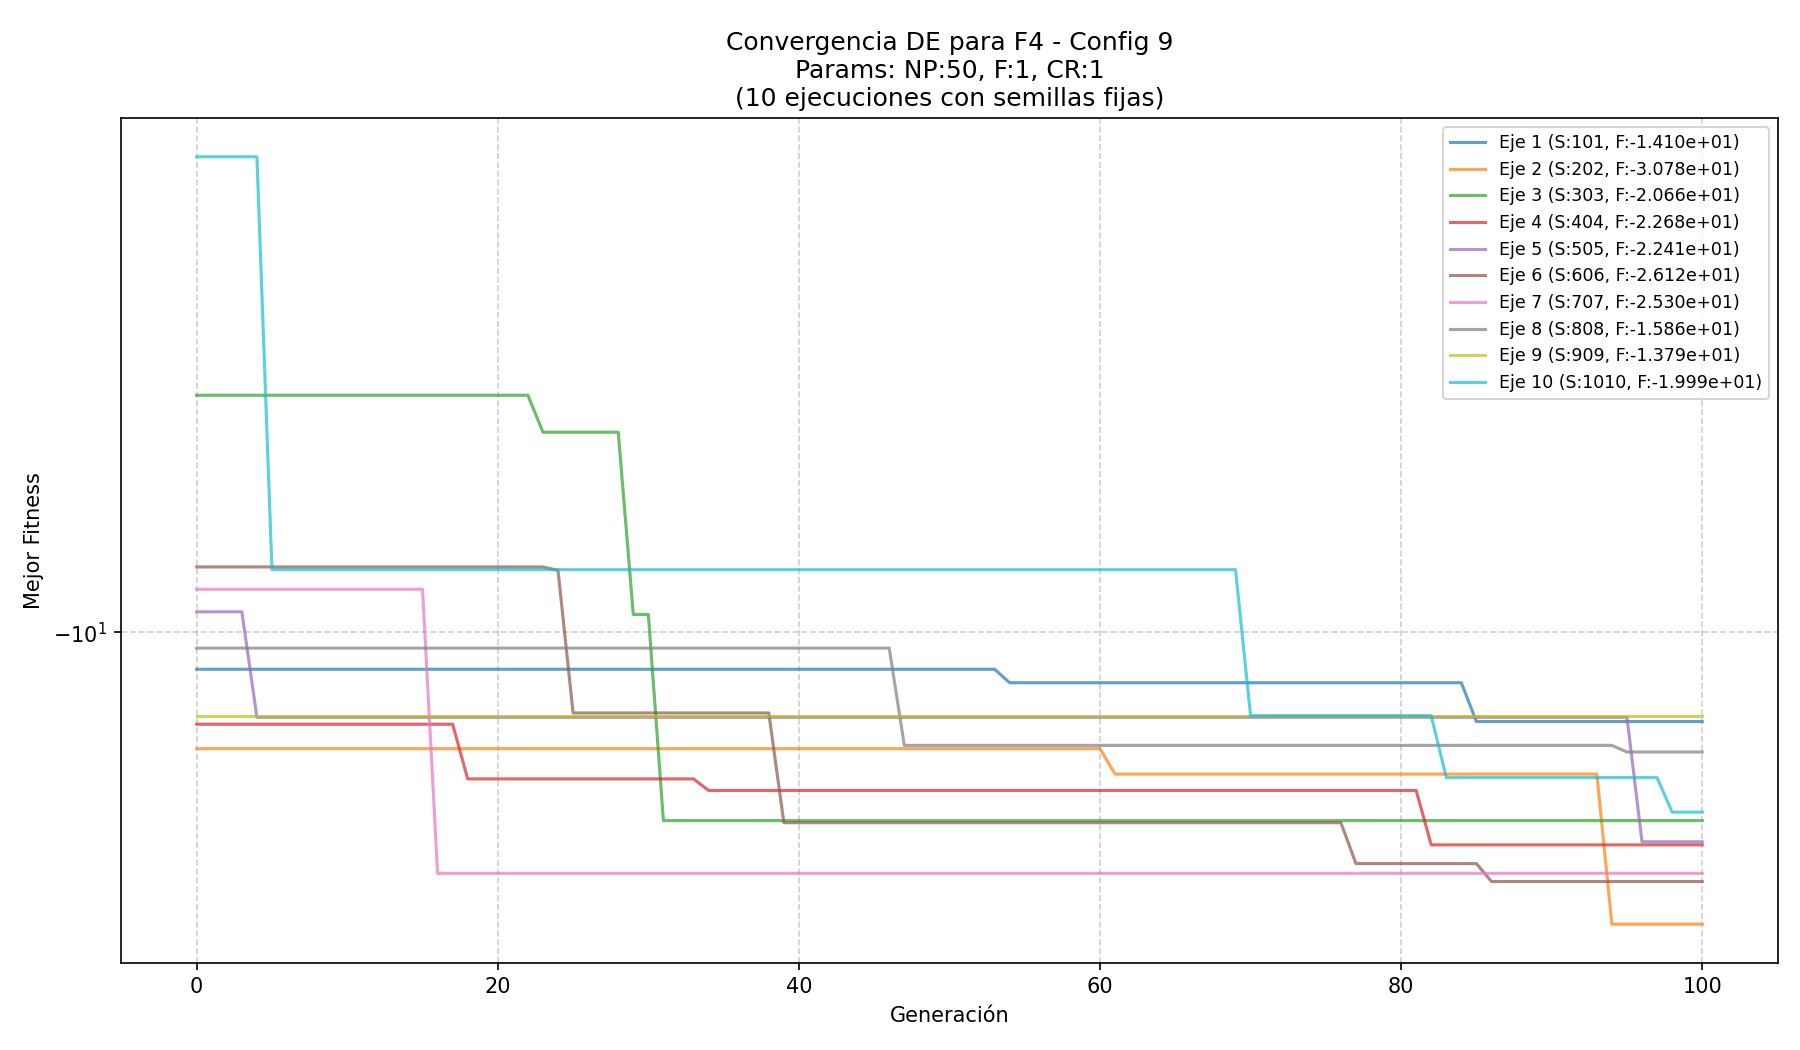 Convergencia DE para F4 - Config 9
Params: NP:50, F:1, CR:1
(10 ejecuciones con semillas fijas)
Eje 1 (S:101, F:-1.410e+01)
Eje 2 (S:202, F:-3.078e+01)
Eje 3 (S:303, F:-2.066e+01)
Eje 4 (S:404, F:-2.268e+01)
Eje 5 (S:505, F:-2.241e+01)
Eje 6 (S:606, F:-2.612e+01)
Eje 7 (S:707, F:-2.530e+01)
Eje 8 (S:808, F:-1.586e+01)
Eje 9 (S:909, F:-1.379e+01)
Eje 10 (S:1010, F:-1.999e+01)
Mejor Fitness
−10¹
0 20 40 60 80 100
Generación